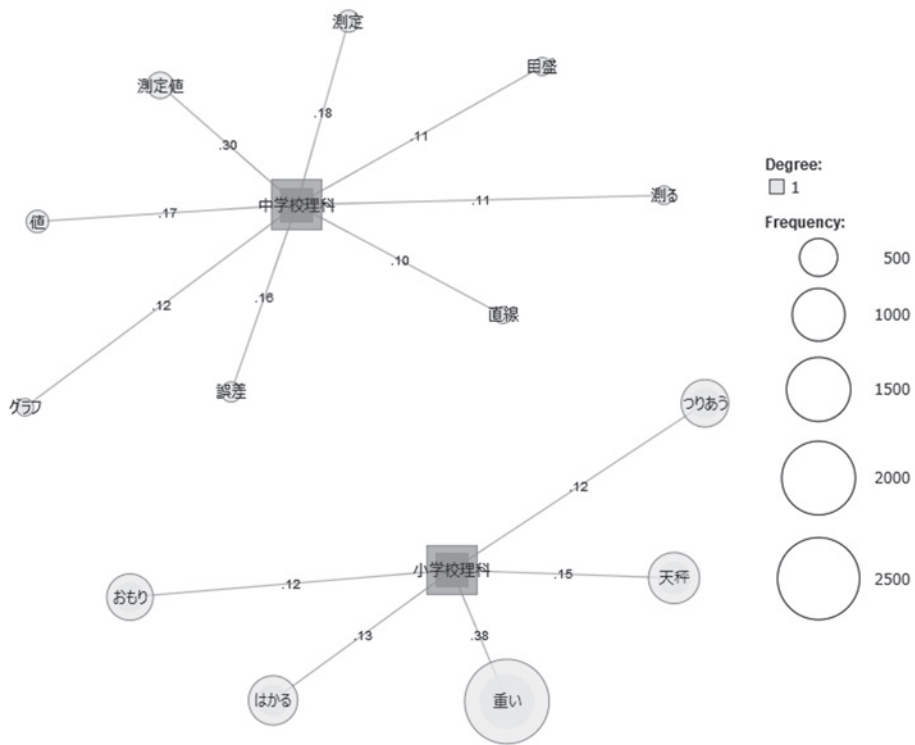 測定
目盛
測定値
.18
.11
.30
Degree:
1
中学校理科
測る
.11
.17
値
Frequency:
500
.10
.16
.12
直線
1000
誤差
グラフ
1500
つりあう
2000
.12
小学校理科
天秤
.15
.12
おもり
2500
.13
.38
はかる
重い